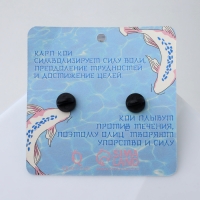 КАРП КОИ
СИМВОЛИЗИРУЕТ СИЛУ ВОЛИ,
ПРЕОДОЛЕНИЕ ТРУДНОСТЕЙ
И ДОСТИЖЕНИЕ ЦЕЛЕЙ.
КОИ ПЛЫВУТ
ПРОТИВ ТЕЧЕНИЯ,
ПОЭТОМУ ОЛИЦЕТВОРЯЮТ
УПОРСТВО И СИЛУ